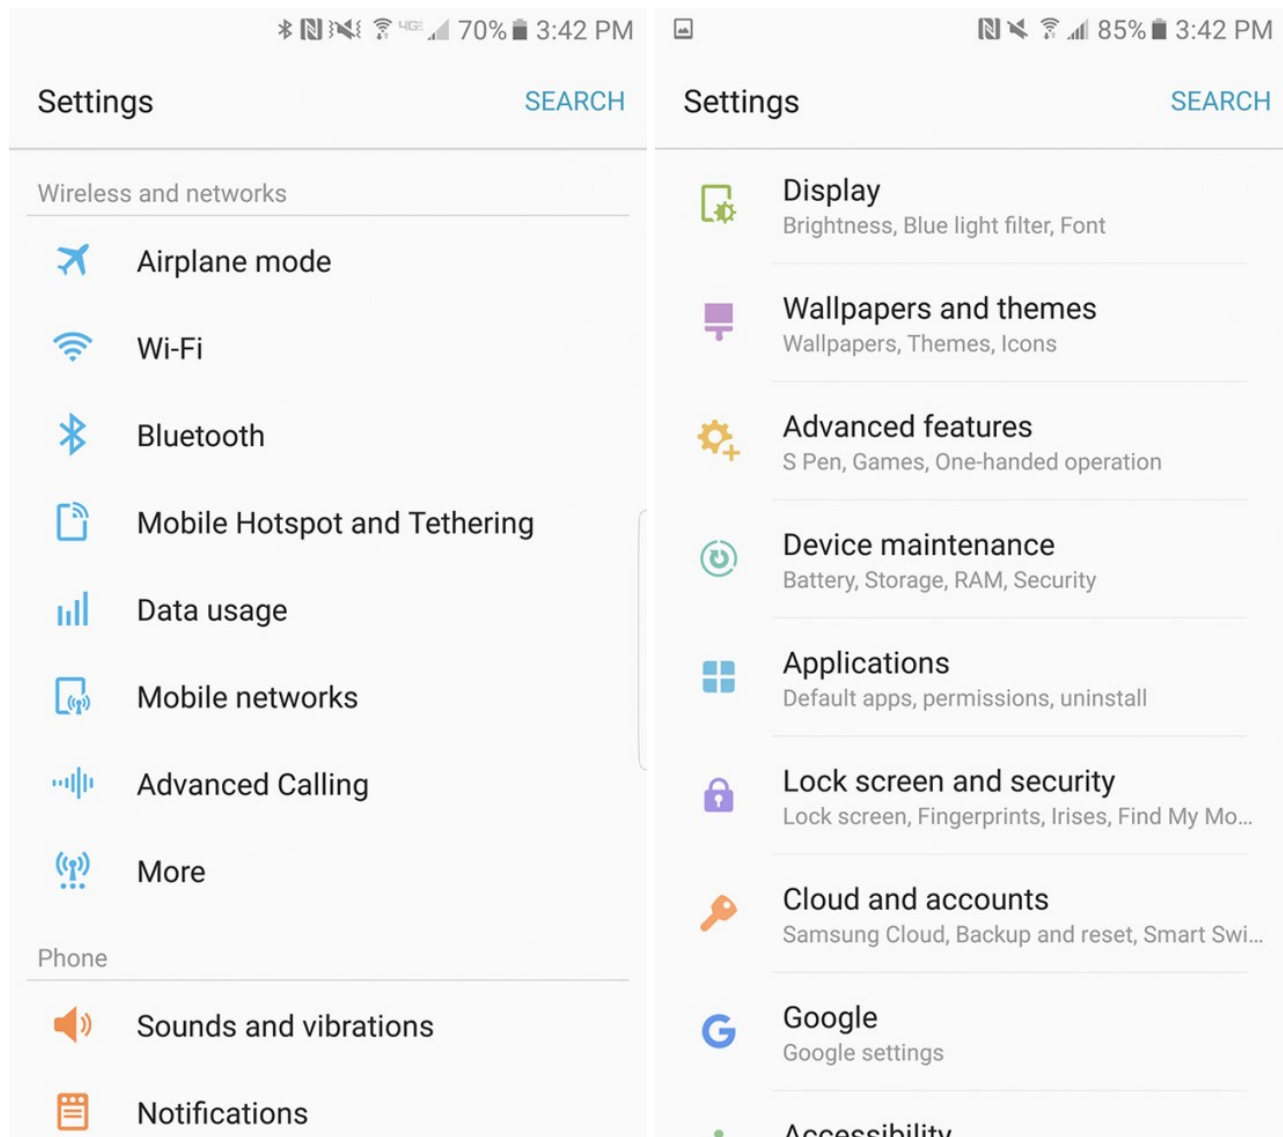 4GE 70% 3:42 PM
Settings SEARCH
Wireless and networks
Airplane mode
Wi-Fi
Bluetooth
Mobile Hotspot and Tethering
Data usage
Mobile networks
Advanced Calling
More
Phone
Sounds and vibrations
Notifications
85% 3:42 PM
Settings SEARCH
Display
Brightness, Blue light filter, Font
Wallpapers and themes
Wallpapers, Themes, Icons
Advanced features
S Pen, Games, One-handed operation
Device maintenance
Battery, Storage, RAM, Security
Applications
Default apps, permissions, uninstall
Lock screen and security
Lock screen, Fingerprints, Irises, Find My Mo...
Cloud and accounts
Samsung Cloud, Backup and reset, Smart Swi...
Google
Google settings
Accessibility